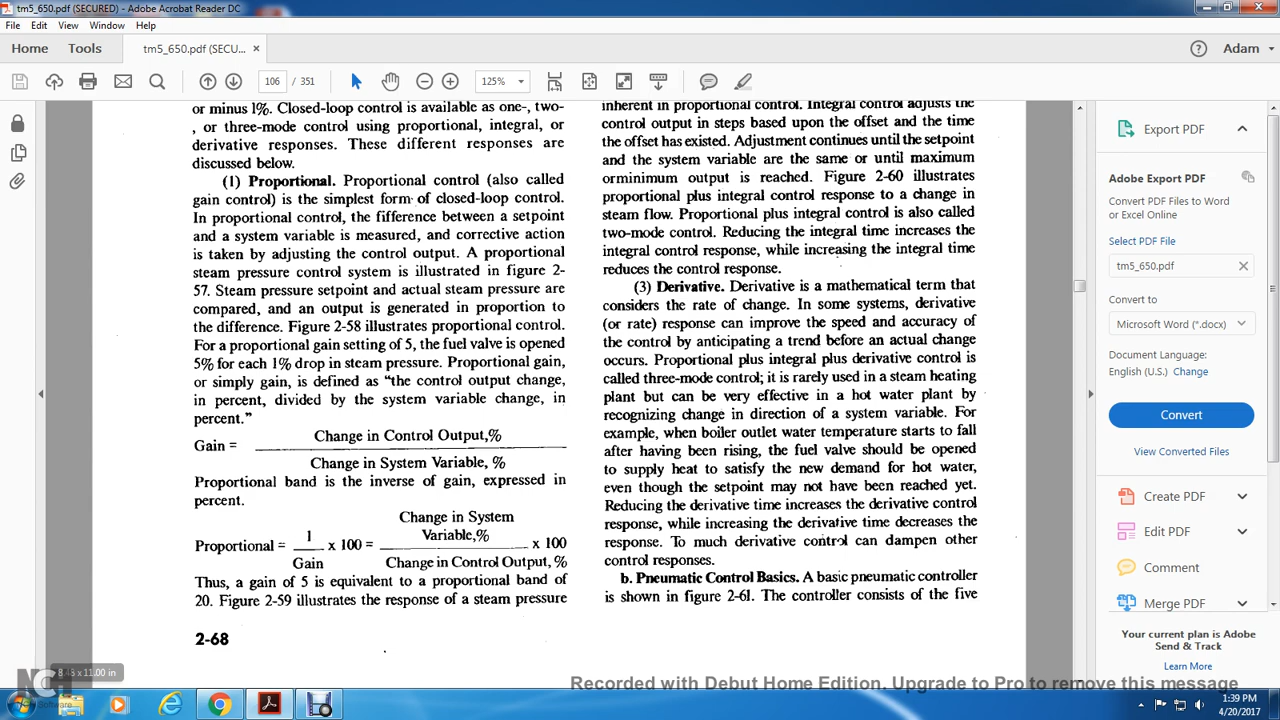 tm5_650.pdf (SECURED) - Adobe Acrobat Reader DC
File Edit View Window Help
Home Tools tm5_650.pdf (SECU... × Adam
106 / 351 125%
or minus 1%. Closed-loop control is available as one-, two-
, or three-mode control using proportional, integral, or
derivative responses. These different responses are
discussed below.
(1) Proportional. Proportional control (also called
gain control) is the simplest form of closed-loop control.
In proportional control, the fifference between a setpoint
and a system variable is measured, and corrective action
is taken by adjusting the control output. A proportional
steam pressure control system is illustrated in figure 2-
57. Steam pressure setpoint and actual steam pressure are
compared, and an output is generated in proportion to
the difference. Figure 2-58 illustrates proportional control.
For a proportional gain setting of 5, the fuel valve is opened
5% for each 1% drop in steam pressure. Proportional gain,
or simply gain, is defined as “the control output change,
in percent, divided by the system variable change, in
percent.”
Gain = Change in Control Output,%
Change in System Variable, %
Proportional band is the inverse of gain, expressed in
percent.
Change in System
Variable,%
Proportional = 1 x 100 = x 100
Gain Change in Control Output, %
Thus, a gain of 5 is equivalent to a proportional band of
20. Figure 2-59 illustrates the response of a steam pressure
2-68
inherent in proportional control. Integral control adjusts the
control output in steps based upon the offset and the time
the offset has existed. Adjustment continues until the setpoint
and the system variable are the same or until maximum
orminimum output is reached. Figure 2-60 illustrates
proportional plus integral control response to a change in
steam flow. Proportional plus integral control is also called
two-mode control. Reducing the integral time increases the
integral control response, while increasing the integral time
reduces the control response.
(3) Derivative. Derivative is a mathematical term that
considers the rate of change. In some systems, derivative
(or rate) response can improve the speed and accuracy of
the control by anticipating a trend before an actual change
occurs. Proportional plus integral plus derivative control is
called three-mode control; it is rarely used in a steam heating
plant but can be very effective in a hot water plant by
recognizing change in direction of a system variable. For
example, when boiler outlet water temperature starts to fall
after having been rising, the fuel valve should be opened
to supply heat to satisfy the new demand for hot water,
even though the setpoint may not have been reached yet.
Reducing the derivative time increases the derivative control
response, while increasing the derivative time decreases the
response. To much derivative control can dampen other
control responses.
b. Pneumatic Control Basics. A basic pneumatic controller
is shown in figure 2-61. The controller consists of the five
Export PDF
Adobe Export PDF
Convert PDF Files to Word
or Excel Online
Select PDF File
tm5_650.pdf
Convert to
Microsoft Word (*.docx)
Document Language:
English (U.S.) Change
Convert
View Converted Files
Create PDF
Edit PDF
Comment
Merge PDF
Your current plan is Adobe
Send & Track
Learn More
8.48 x 11.00 in
NCH
Software
Recorded with Debut Home Edition. Upgrade to Pro to remove this message
1:39 PM
4/20/2017